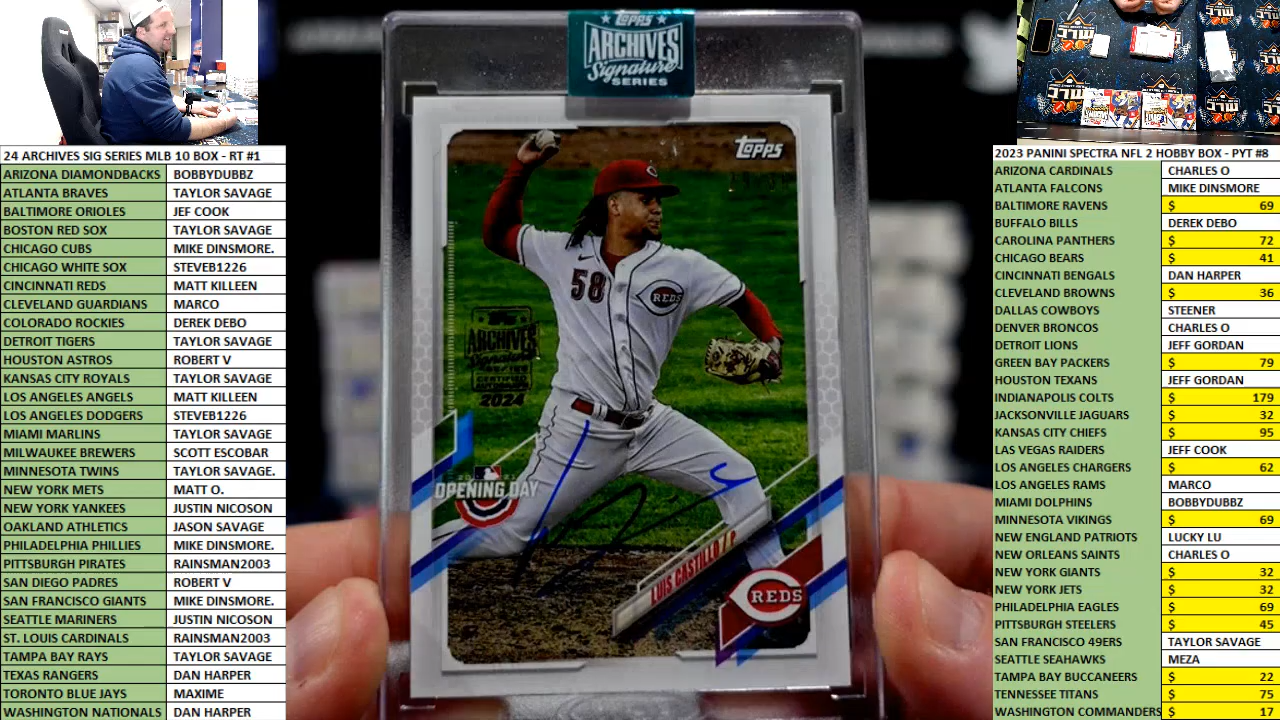 24 ARCHIVES SIG SERIES MLB 10 BOX - RT #1
ARIZONA DIAMONDBACKS BOBBYDUBBZ
ATLANTA BRAVES TAYLOR SAVAGE
BALTIMORE ORIOLES JEF COOK
BOSTON RED SOX TAYLOR SAVAGE
CHICAGO CUBS MIKE DINSMORE.
CHICAGO WHITE SOX STEVEB1226
CINCINNATI REDS MATT KILLEEN
CLEVELAND GUARDIANS MARCO
COLORADO ROCKIES DEREK DEBO
DETROIT TIGERS TAYLOR SAVAGE
HOUSTON ASTROS ROBERT V
KANSAS CITY ROYALS TAYLOR SAVAGE
LOS ANGELES ANGELS MATT KILLEEN
LOS ANGELES DODGERS STEVEB1226
MIAMI MARLINS TAYLOR SAVAGE
MILWAUKEE BREWERS SCOTT ESCOBAR
MINNESOTA TWINS TAYLOR SAVAGE.
NEW YORK METS MATT O.
NEW YORK YANKEES JUSTIN NICOSON
OAKLAND ATHLETICS JASON SAVAGE
PHILADELPHIA PHILLIES MIKE DINSMORE.
PITTSBURGH PIRATES RAINSMAN2003
SAN DIEGO PADRES ROBERT V
SAN FRANCISCO GIANTS MIKE DINSMORE.
SEATTLE MARINERS JUSTIN NICOSON
ST. LOUIS CARDINALS RAINSMAN2003
TAMPA BAY RAYS TAYLOR SAVAGE
TEXAS RANGERS DAN HARPER
TORONTO BLUE JAYS MAXIME
WASHINGTON NATIONALS DAN HARPER
TOPPS
ARCHIVES
Signature
SERIES
Topps
REDS
58
ARCHIVES
Signature
SERIES
CERTIFIED
AUTOGRAPH
2024
OPENING DAY
LUIS CASTILLO / P
REDS
2023 PANINI SPECTRA NFL 2 HOBBY BOX - PYT #8
ARIZONA CARDINALS CHARLES O
ATLANTA FALCONS MIKE DINSMORE
BALTIMORE RAVENS $ 69
BUFFALO BILLS DEREK DEBO
CAROLINA PANTHERS $ 72
CHICAGO BEARS $ 41
CINCINNATI BENGALS DAN HARPER
CLEVELAND BROWNS $ 36
DALLAS COWBOYS STEENER
DENVER BRONCOS CHARLES O
DETROIT LIONS JEFF GORDAN
GREEN BAY PACKERS $ 79
HOUSTON TEXANS JEFF GORDAN
INDIANAPOLIS COLTS $ 179
JACKSONVILLE JAGUARS $ 32
KANSAS CITY CHIEFS $ 95
LAS VEGAS RAIDERS JEFF COOK
LOS ANGELES CHARGERS $ 62
LOS ANGELES RAMS MARCO
MIAMI DOLPHINS BOBBYDUBBZ
MINNESOTA VIKINGS $ 69
NEW ENGLAND PATRIOTS LUCKY LU
NEW ORLEANS SAINTS CHARLES O
NEW YORK GIANTS $ 32
NEW YORK JETS $ 32
PHILADELPHIA EAGLES $ 69
PITTSBURGH STEELERS $ 45
SAN FRANCISCO 49ERS TAYLOR SAVAGE
SEATTLE SEAHAWKS MEZA
TAMPA BAY BUCCANEERS $ 22
TENNESSEE TITANS $ 75
WASHINGTON COMMANDERS $ 17